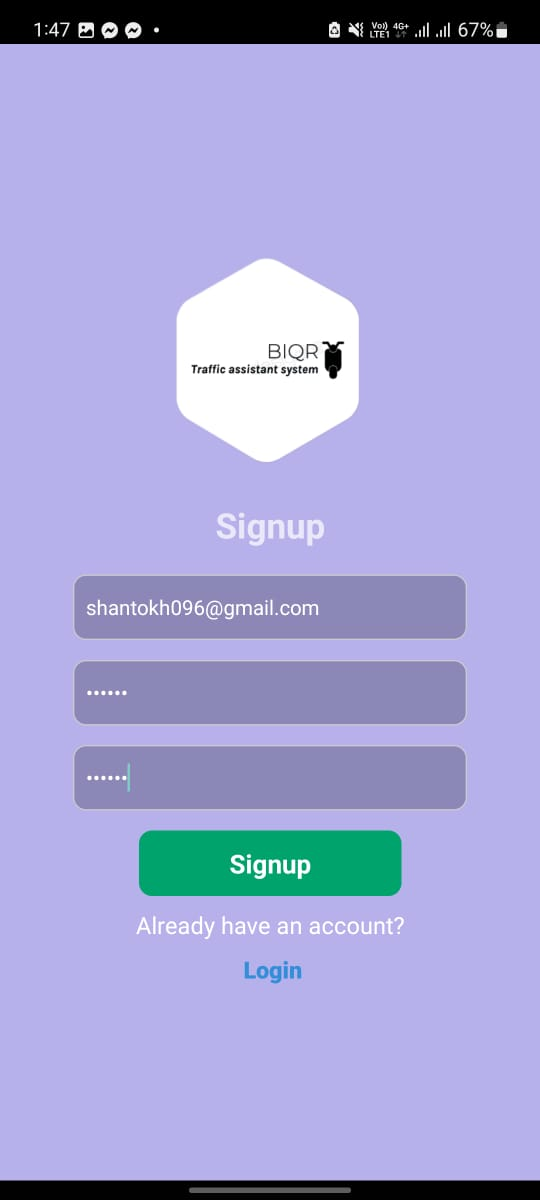 1:47
Vo)) 4G+ 67%
LTE1
BIQR
Traffic assistant system
Signup
shantokh096@gmail.com
••••••
••••••
Signup
Already have an account?
Login